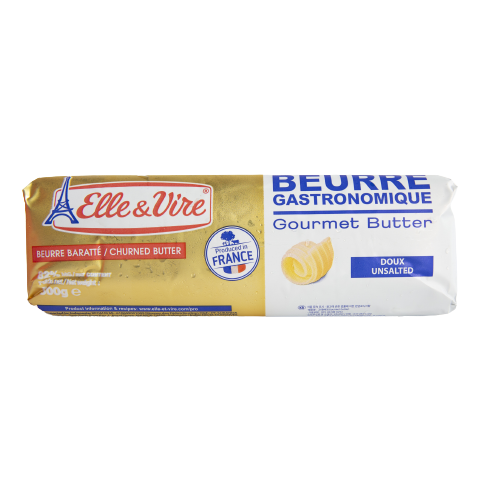 Elle & Vire®
BEURRE BARATTÉ / CHURNED BUTTER
Produced in
FRANCE
Product information & recipes: www.elle-et-vire.com/pro
BEURRE
GASTRONOMIQUE
Gourmet Butter
DOUX
UNSALTED